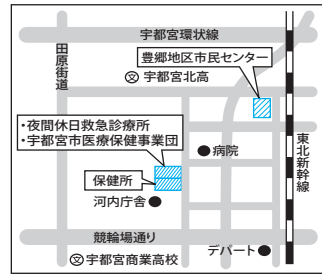 宇都宮環状線
豊郷地区市民センター
田原街道
文 宇都宮北高
・夜間休日救急診療所
・宇都宮市医療保健事業団
病院
保健所
東北新幹線
河内庁舎
競輪場通り
デパート
文 宇都宮商業高校